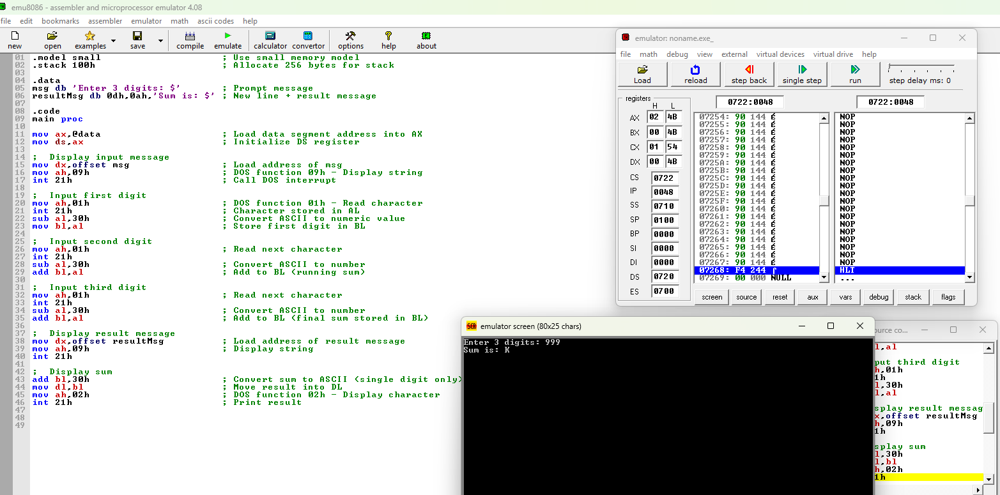 emu8086 - assembler and microprocessor emulator 4.08
file edit bookmarks assembler emulator math ascii codes help
new open examples save compile emulate calculator convertor options help about
01 .model small ; Use small memory model
02 .stack 100h ; Allocate 256 bytes for stack
03
04 .data
05 msg db 'Enter 3 digits: $' ; Prompt message
06 resultMsg db 0dh,0ah,'Sum is: $' ; New line + result message
07
08 .code
09 main proc
10
11 mov ax,@data ; Load data segment address into AX
12 mov ds,ax ; Initialize DS register
13
14 ; Display input message
15 mov dx,offset msg ; Load address of msg
16 mov ah,09h ; DOS function 09h - Display string
17 int 21h ; Call DOS interrupt
18
19 ; Input first digit
20 mov ah,01h ; DOS function 01h - Read character
21 int 21h ; Character stored in AL
22 sub al,30h ; Convert ASCII to numeric value
23 mov bl,al ; Store first digit in BL
24
25 ; Input second digit
26 mov ah,01h ; Read next character
27 int 21h
28 sub al,30h ; Convert ASCII to number
29 add bl,al ; Add to BL (running sum)
30
31 ; Input third digit
32 mov ah,01h ; Read next character
33 int 21h
34 sub al,30h ; Convert ASCII to number
35 add bl,al ; Add to BL (final sum stored in BL)
36
37 ; Display result message
38 mov dx,offset resultMsg ; Load address of result message
39 mov ah,09h ; Display string
40 int 21h
41
42 ; Display sum
43 add bl,30h ; Convert sum to ASCII (single digit only)
44 mov dl,bl ; Move result into DL
45 mov ah,02h ; DOS function 02h - Display character
46 int 21h ; Print result
47
48
49
emulator: noname.exe_
file math debug view external virtual devices virtual drive help
Load reload step back single step run step delay ms: 0
registers
H L
AX 02 4B
BX 00 4B
CX 01 54
DX 00 4B
CS 0722
IP 0048
SS 0710
SP 0100
BP 0000
SI 0000
DI 0000
DS 0720
ES 0700
0722:0048 0722:0048
07254: 90 144 É NOP
07255: 90 144 É NOP
07256: 90 144 É NOP
07257: 90 144 É NOP
07258: 90 144 É NOP
07259: 90 144 É NOP
0725A: 90 144 É NOP
0725B: 90 144 É NOP
0725C: 90 144 É NOP
0725D: 90 144 É NOP
0725E: 90 144 É NOP
0725F: 90 144 É NOP
07260: 90 144 É NOP
07261: 90 144 É NOP
07262: 90 144 É NOP
07263: 90 144 É NOP
07264: 90 144 É NOP
07265: 90 144 É NOP
07266: 90 144 É NOP
07267: 90 144 É NOP
07268: F4 244 ⌠ HLT
07269: 00 000 NULL ...
screen source reset aux vars debug stack flags
emulator screen (80x25 chars)
Enter 3 digits: 999
Sum is: K
ource co...
l,al
put third digit
h,01h
1h
l,30h
l,al
splay result messag
x,offset resultMsg
h,09h
1h
splay sum
l,30h
l,bl
h,02h
1h